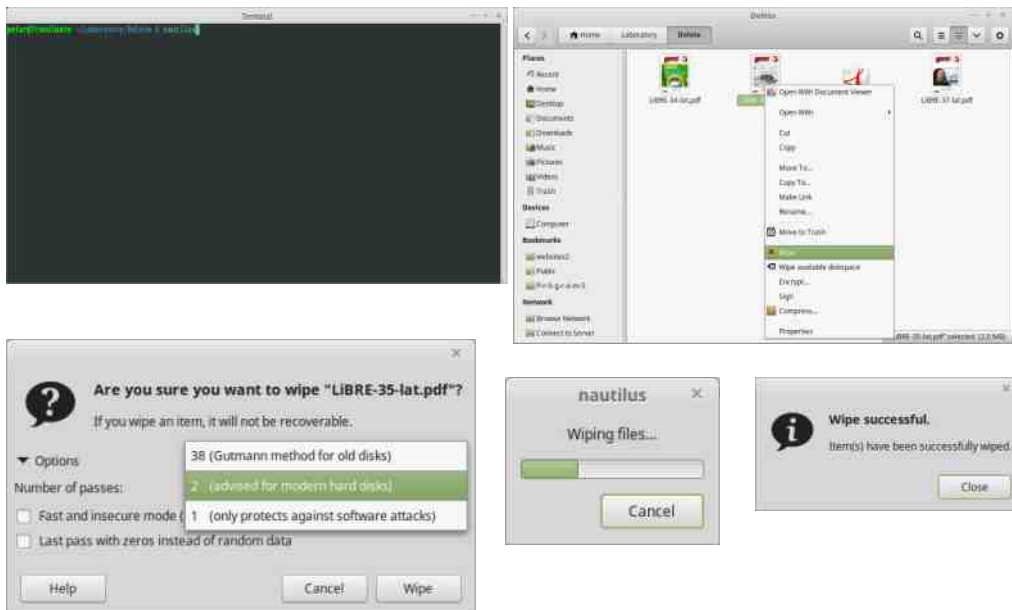 Terminal
nautilus
Delete
Home Laboratory Delete
Places
Recent
Home
Desktop
Documents
Downloads
Music
Pictures
Videos
Trash
Devices
Computer
Bookmarks
websites2
Public
Network
Browse Network
Connect to Server
LiBRE-34-lat.pdf
LiBRE-37-lat.pdf
Open With Document Viewer
Open With
Cut
Copy
Move To...
Copy To...
Make Link
Rename...
Move to Trash
Wipe
Wipe available diskspace
Encrypt...
Sign
Compress...
Properties
Are you sure you want to wipe "LiBRE-35-lat.pdf"?
If you wipe an item, it will not be recoverable.
Options
Number of passes:
38 (Gutmann method for old disks)
2 (advised for modern hard disks)
1 (only protects against software attacks)
Fast and insecure mode (
Last pass with zeros instead of random data
Help Cancel Wipe
nautilus
Wiping files...
Cancel
Wipe successful.
Item(s) have been successfully wiped.
Close